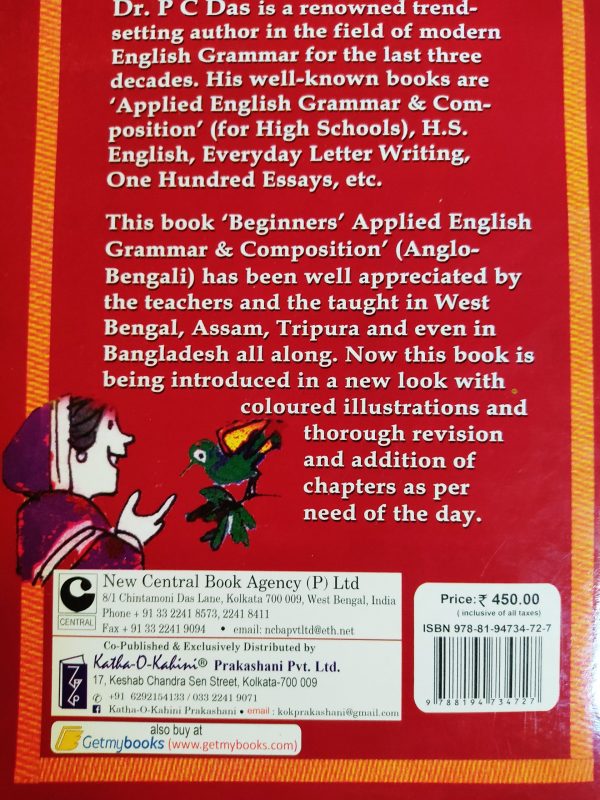 Dr. P C Das is a renowned trend-
setting author in the field of modern
English Grammar for the last three
decades. His well-known books are
‘Applied English Grammar & Com-
position’ (for High Schools), H.S.
English, Everyday Letter Writing,
One Hundred Essays, etc.
This book ‘Beginners’ Applied English
Grammar & Composition’ (Anglo-
Bengali) has been well appreciated by
the teachers and the taught in West
Bengal, Assam, Tripura and even in
Bangladesh all along. Now this book is
being introduced in a new look with
coloured illustrations and
thorough revision
and addition of
chapters as per
need of the day.
CENTRAL
New Central Book Agency (P) Ltd
8/1 Chintamoni Das Lane, Kolkata 700 009, West Bengal, India
Phone + 91 33 2241 8573, 2241 8411
Fax + 91 33 2241 9094 • email: ncbapvtltd@eth.net
Co-Published & Exclusively Distributed by
Katha-O-Kahini® Prakashani Pvt. Ltd.
17, Keshab Chandra Sen Street, Kolkata-700 009
+91 6292154133 / 033 2241 9071
Katha-O-Kahini Prakashani • email : kokprakashani@gmail.com
also buy at
Getmybooks (www.getmybooks.com)
Price: ₹ 450.00
( inclusive of all taxes)
ISBN 978-81-94734-72-7
9 788194 734727